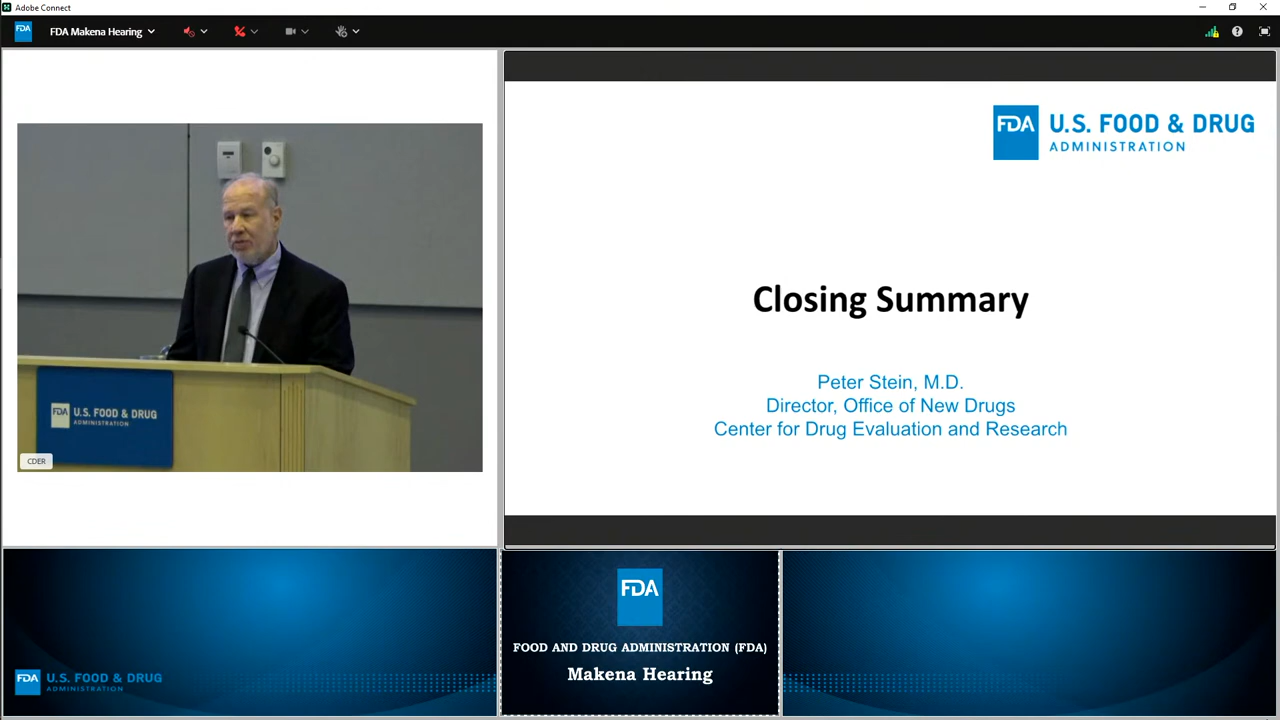 Adobe Connect
FDA
FDA Makena Hearing
FDA
U.S. FOOD & DRUG
ADMINISTRATION
Closing Summary
Peter Stein, M.D.
Director, Office of New Drugs
Center for Drug Evaluation and Research
FDA
U.S. FOOD & DRUG
ADMINISTRATION
CDER
FDA
U.S. FOOD & DRUG
ADMINISTRATION
FDA
FOOD AND DRUG ADMINISTRATION (FDA)
Makena Hearing